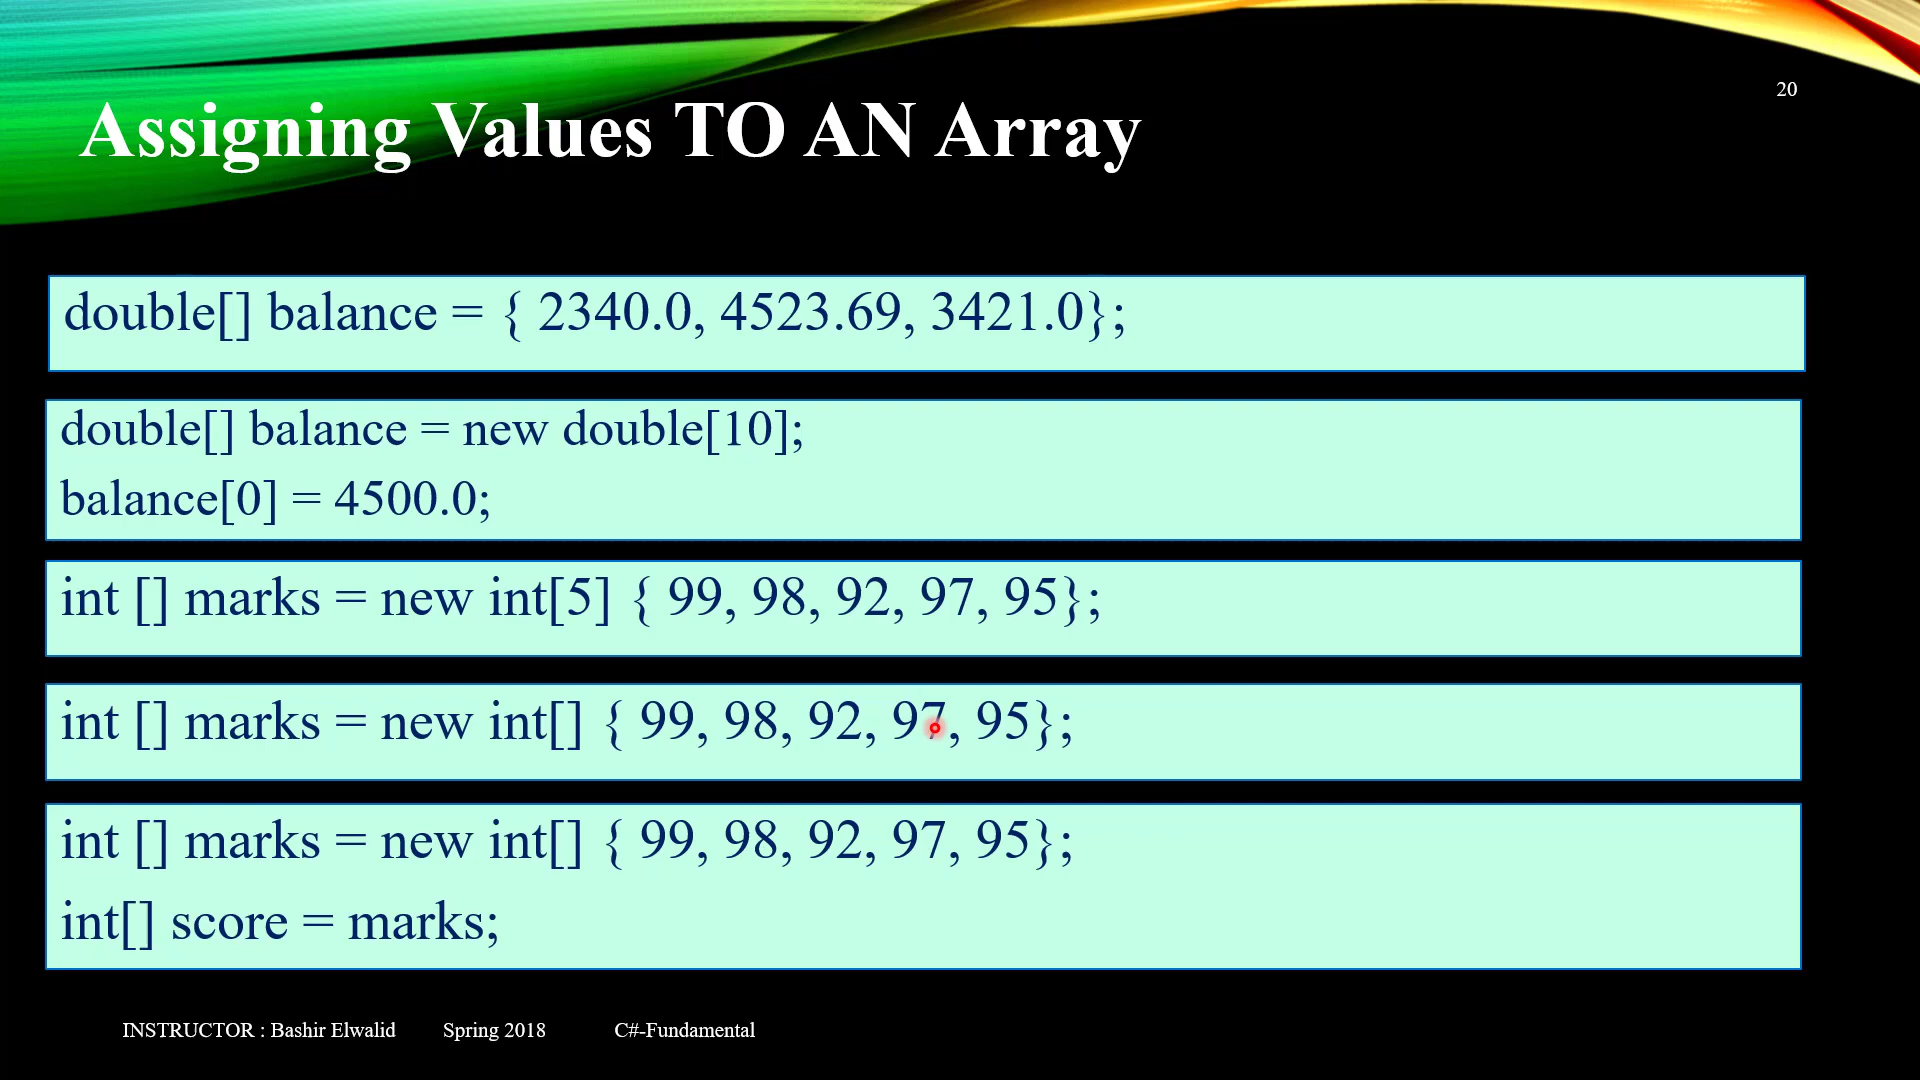 20
Assigning Values TO AN Array
double[] balance = { 2340.0, 4523.69, 3421.0};
double[] balance = new double[10];
balance[0] = 4500.0;
int [] marks = new int[5] { 99, 98, 92, 97, 95};
int [] marks = new int[] { 99, 98, 92, 97, 95};
int [] marks = new int[] { 99, 98, 92, 97, 95};
int[] score = marks;
INSTRUCTOR : Bashir Elwalid Spring 2018 C#-Fundamental